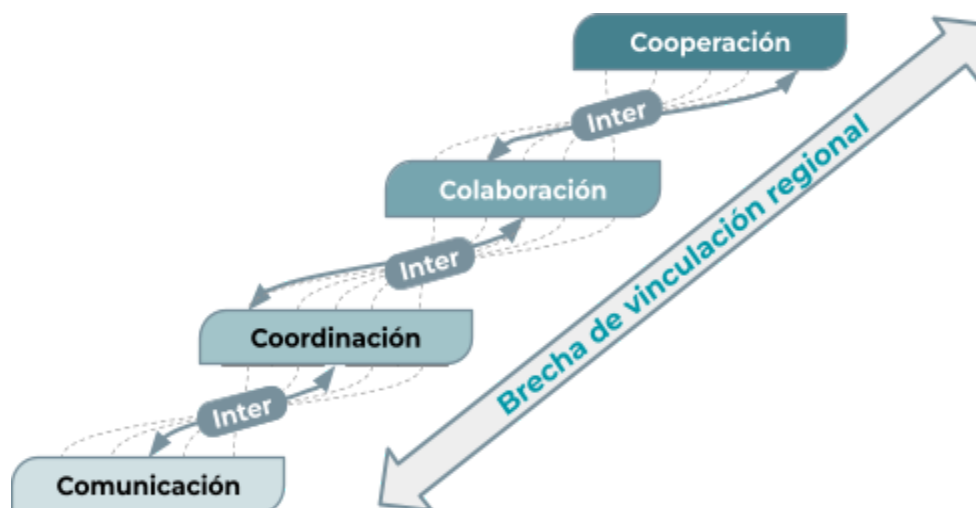 Cooperación
Inter
Colaboración
Inter
Coordinación
Inter
Comunicación
Brecha de vinculación regional